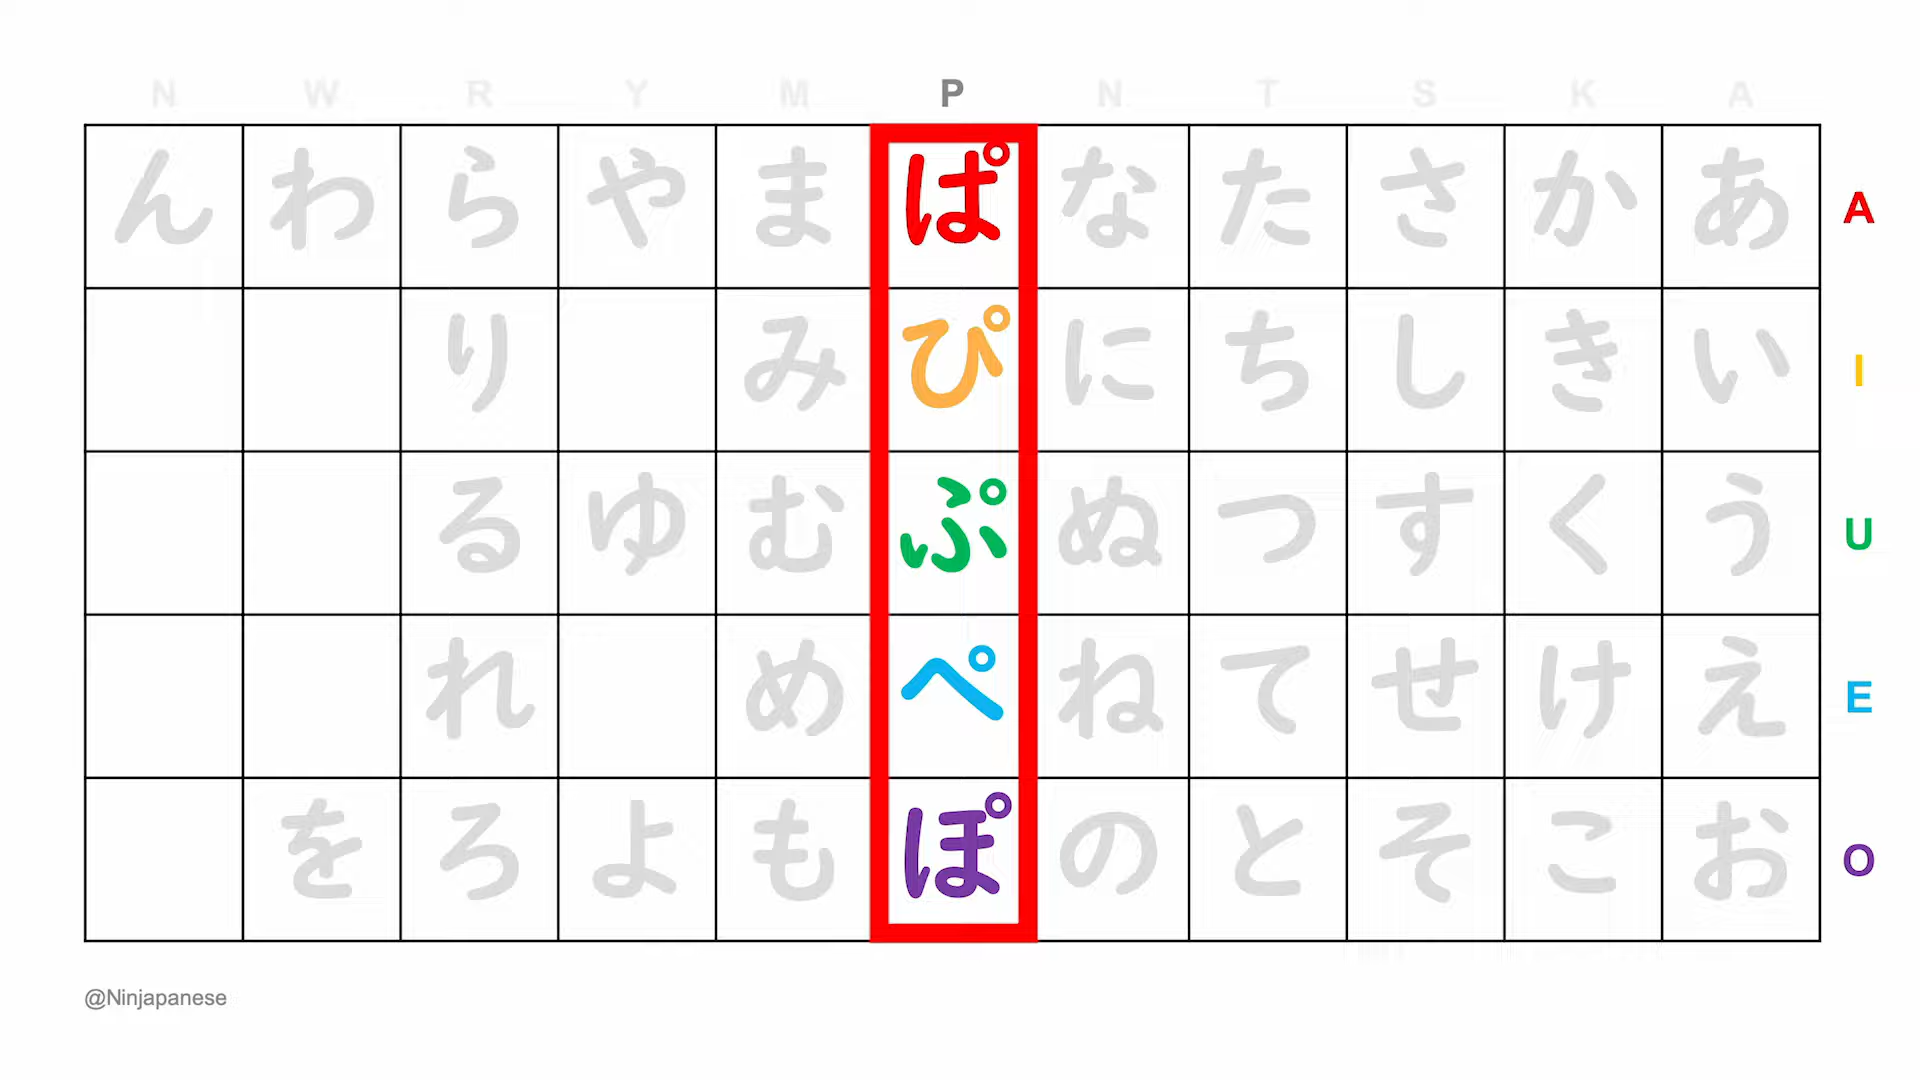 N W R Y M P N T S K A
ん わ ら や ま ぱ な た さ か あ A
り み ぴ に ち し き い I
る ゆ む ぷ ぬ つ す く う U
れ め ぺ ね て せ け え E
を ろ よ も ぽ の と そ こ お O
@Ninjapanese